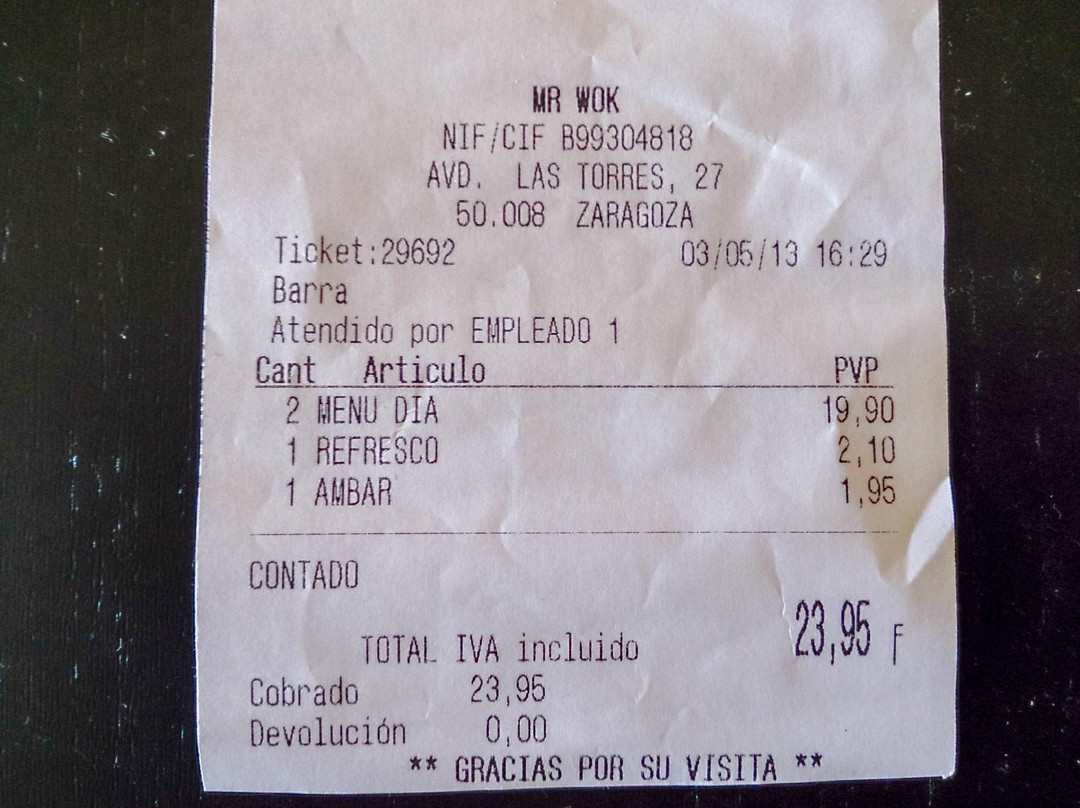 MR WOK
NIF/CIF B99304818
AVD. LAS TORRES, 27
50.008 ZARAGOZA
Ticket:29692 03/05/13 16:29
Barra
Atendido por EMPLEADO 1
Cant Articulo PVP
2 MENU DIA 19,90
1 REFRESCO 2,10
1 AMBAR 1,95
CONTADO
TOTAL IVA incluido 23,95 F
Cobrado 23,95
Devolución 0,00
** GRACIAS POR SU VISITA **